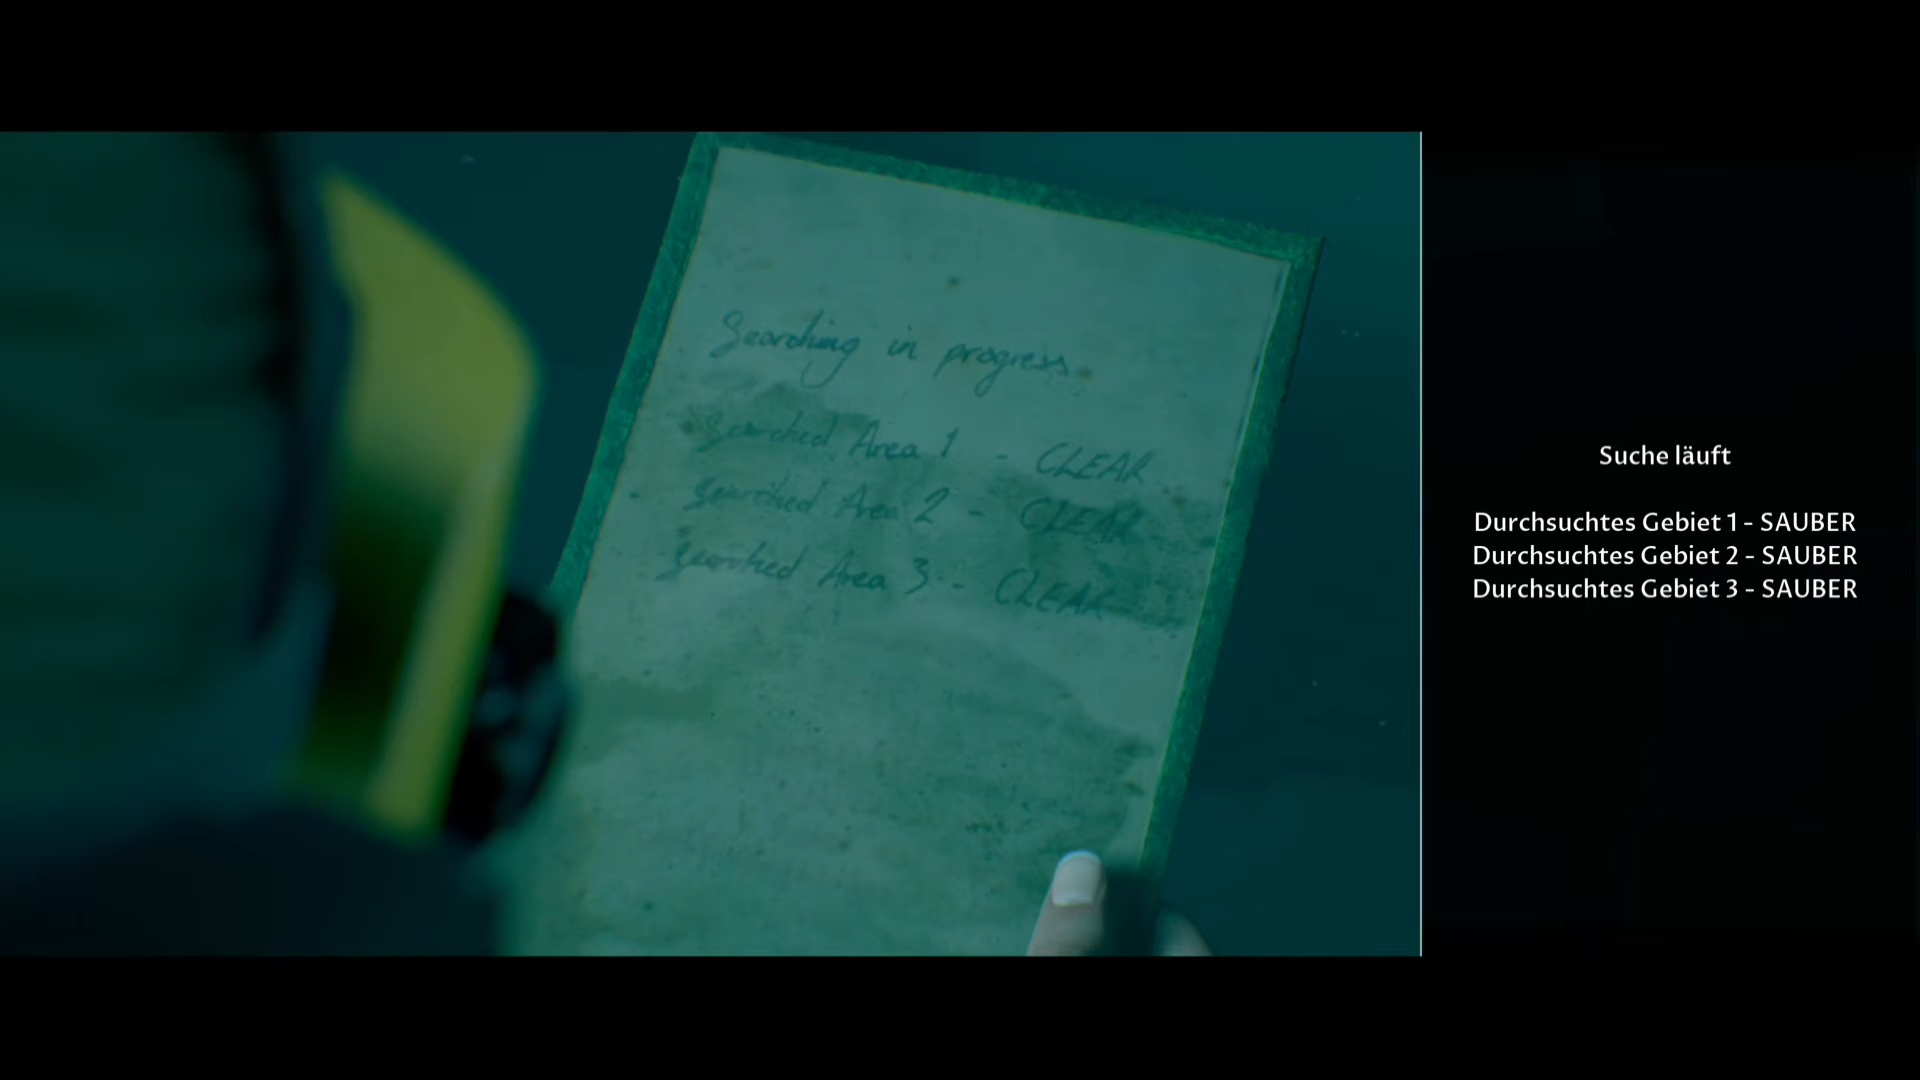 Searching in progress.
Searched Area 1 - CLEAR
Searched Area 2 - CLEAR
Searched Area 3 - CLEAR
Suche läuft
Durchsuchtes Gebiet 1 - SAUBER
Durchsuchtes Gebiet 2 - SAUBER
Durchsuchtes Gebiet 3 - SAUBER